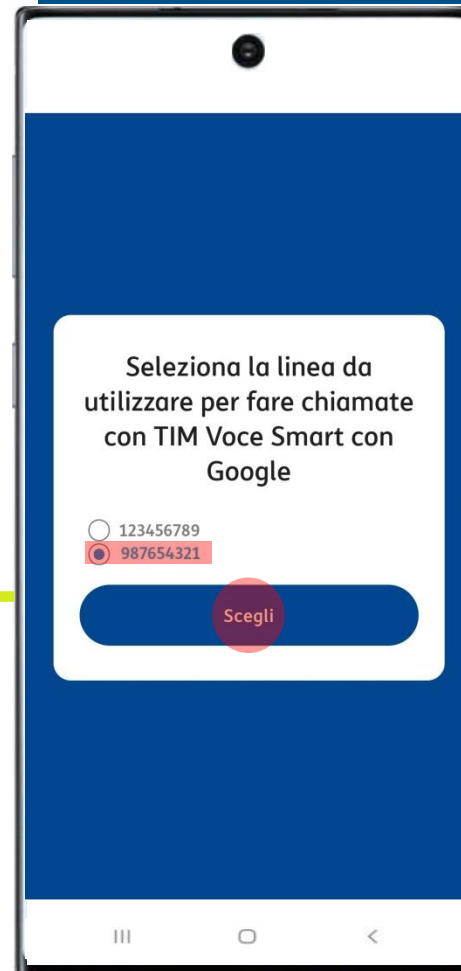 Seleziona la linea da
utilizzare per fare chiamate
con TIM Voce Smart con
Google
123456789
987654321
Scegli